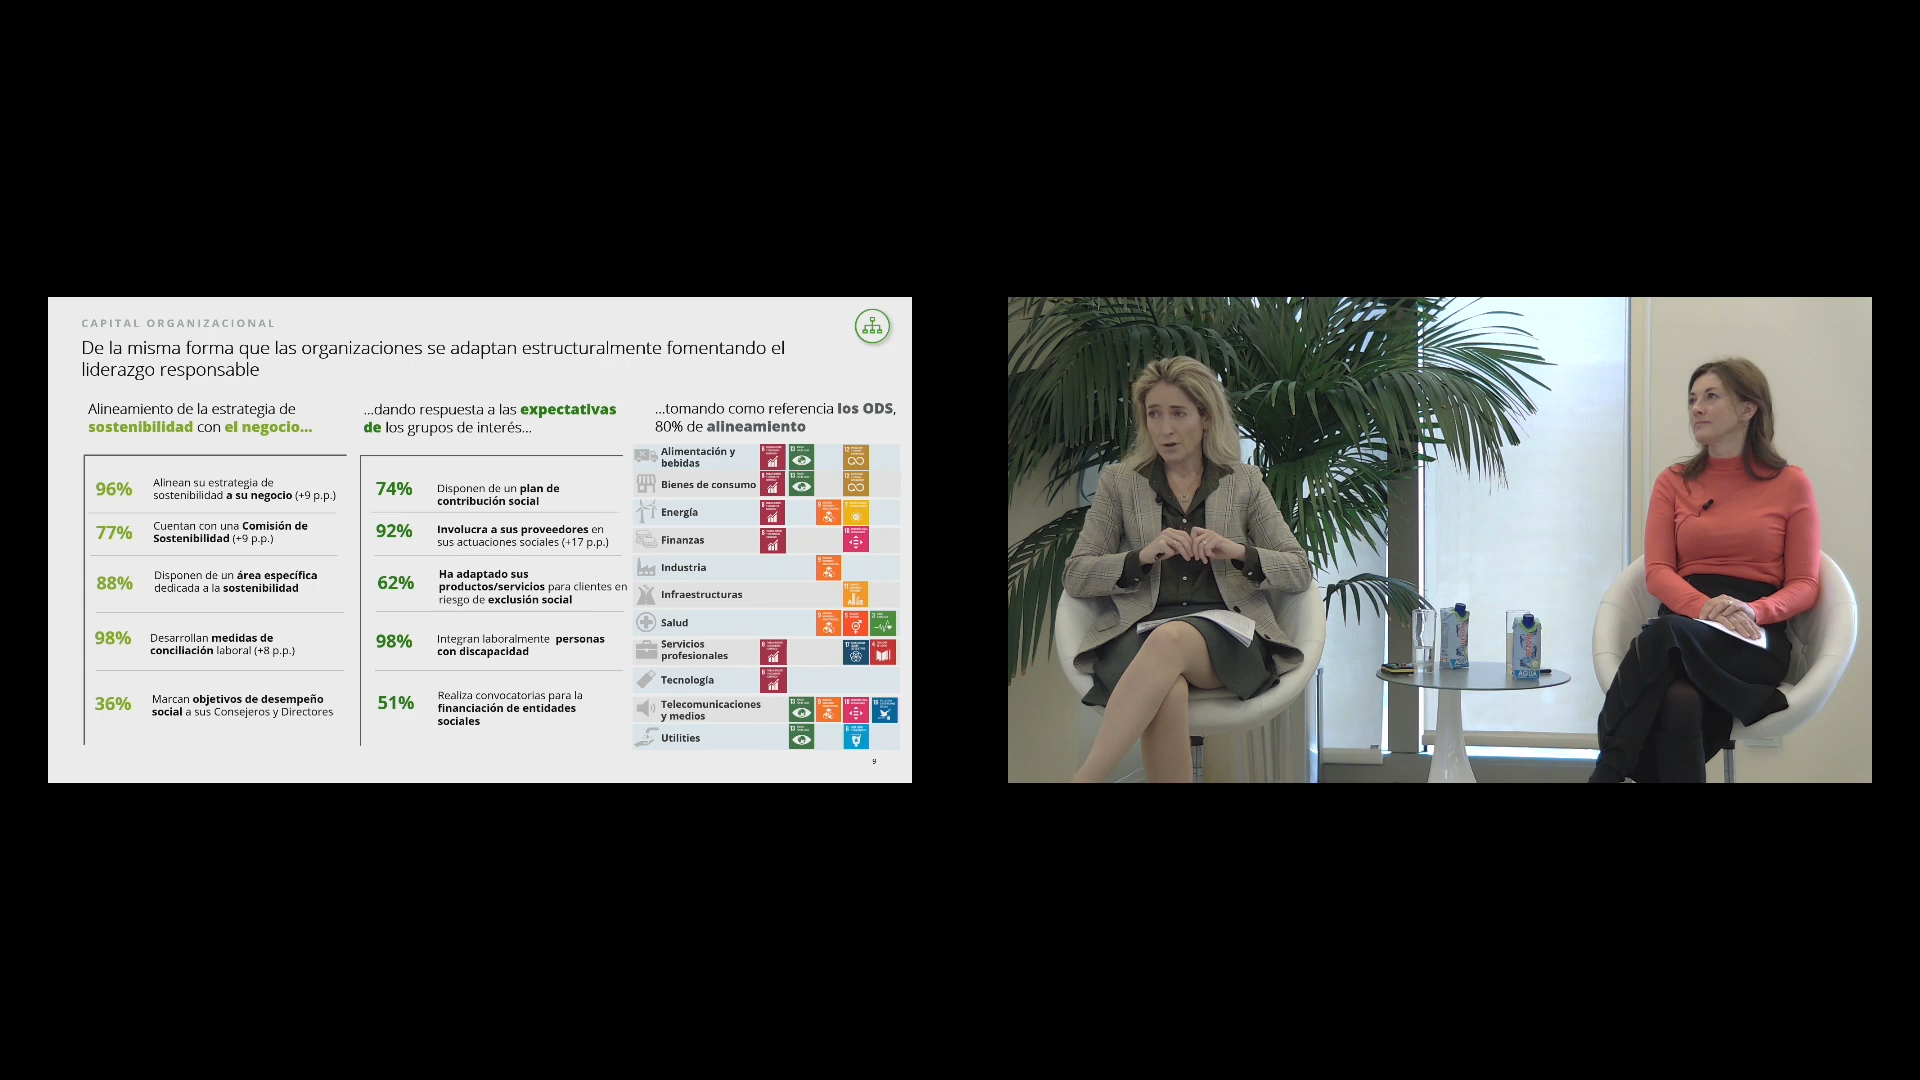 CAPITAL ORGANIZACIONAL
De la misma forma que las organizaciones se adaptan estructuralmente fomentando el
liderazgo responsable
Alineamiento de la estrategia de
sostenibilidad con el negocio...
96%
Alinean su estrategia de
sostenibilidad a su negocio (+9 p.p.)
77%
Cuentan con una Comisión de
Sostenibilidad (+9 p.p.)
88%
Disponen de un área específica
dedicada a la sostenibilidad
98%
Desarrollan medidas de
conciliación laboral (+8 p.p.)
36%
Marcan objetivos de desempeño
social a sus Consejeros y Directores
...dando respuesta a las expectativas
de los grupos de interés...
74%
Disponen de un plan de
contribución social
92%
Involucra a sus proveedores en
sus actuaciones sociales (+17 p.p.)
62%
Ha adaptado sus
productos/servicios para clientes en
riesgo de exclusión social
98%
Integran laboralmente personas
con discapacidad
51%
Realiza convocatorias para la
financiación de entidades
sociales
...tomando como referencia los ODS,
80% de alineamiento
Alimentación y
bebidas
Bienes de consumo
Energía
Finanzas
Industria
Infraestructuras
Salud
Servicios
profesionales
Tecnología
Telecomunicaciones
y medios
Utilities
9
AGUA
AGUA